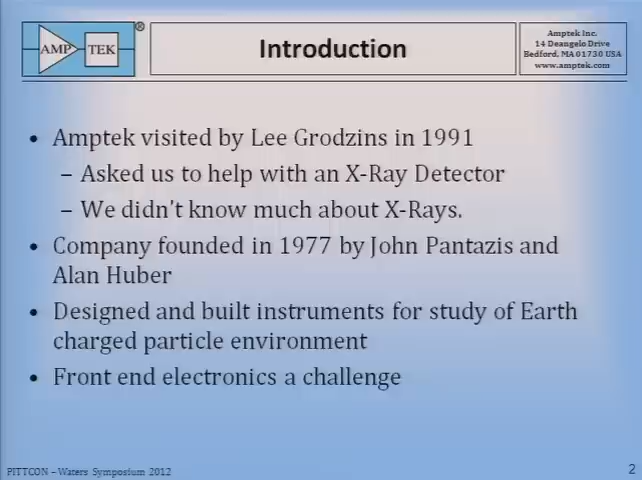 AMP TEK ®
Introduction
Amptek Inc.
14 Deangelo Drive
Bedford, MA 01730 USA
www.amptek.com
• Amptek visited by Lee Grodzins in 1991
– Asked us to help with an X-Ray Detector
– We didn't know much about X-Rays.
• Company founded in 1977 by John Pantazis and
Alan Huber
• Designed and built instruments for study of Earth
charged particle environment
• Front end electronics a challenge
PITTCON – Waters Symposium 2012
2